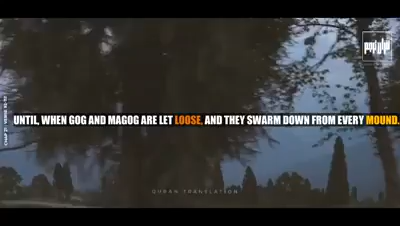 UNTIL, WHEN GOG AND MAGOG ARE LET LOOSE, AND THEY SWARM DOWN FROM EVERY MOUND.
QURAN TRANSLATION